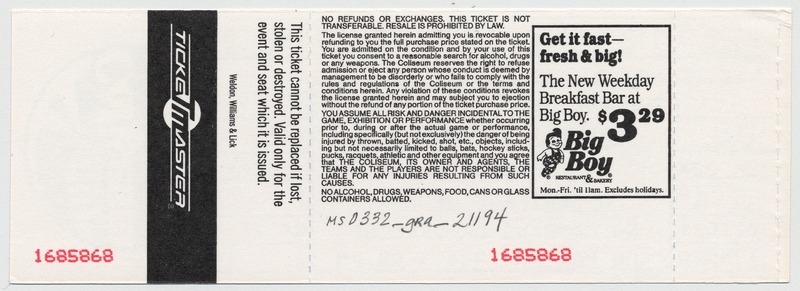 TICKETMASTER
Weldon, Williams & Lick
This ticket cannot be replaced if lost,
stolen or destroyed. Valid only for the
event and seat which it is issued.
NO REFUNDS OR EXCHANGES. THIS TICKET IS NOT
TRANSFERABLE. RESALE IS PROHIBITED BY LAW.
The license granted herein admitting you is revocable upon
refunding to you the full purchase price stated on the ticket.
You are admitted on the condition and by your use of this
ticket you consent to a reasonable search for alcohol, drugs
or any weapons. The Coliseum reserves the right to refuse
admission or eject any person whose conduct is deemed by
management to be disorderly or who fails to comply with the
rules and regulations of the Coliseum or the terms and
conditions herein. Any violation of these conditions revokes
the license granted herein and may subject you to ejection
without the refund of any portion of the ticket purchase price.
YOU ASSUME ALL RISK AND DANGER INCIDENTAL TO THE
GAME, EXHIBITION OR PERFORMANCE whether occurring
prior to, during or after the actual game or performance,
including specifically (but not exclusively) the danger of being
injured by thrown, batted, kicked, shot, etc., objects, includ-
ing but not necessarily limited to balls, bats, hockey sticks,
pucks, racquets, athletic and other equipment and you agree
that THE COLISEUM, ITS OWNER AND AGENTS, THE
TEAMS AND THE PLAYERS ARE NOT RESPONSIBLE OR
LIABLE FOR ANY INJURIES RESULTING FROM SUCH
CAUSES.
NO ALCOHOL, DRUGS, WEAPONS, FOOD, CANS OR GLASS
CONTAINERS ALLOWED.
Get it fast—
fresh & big!
The New Weekday
Breakfast Bar at
Big Boy. $3.29
Big
Boy
RESTAURANT & BAKERY
Mon.-Fri. 'til 11am. Excludes holidays.
MSD332_gRA_21194
1685868
1685868